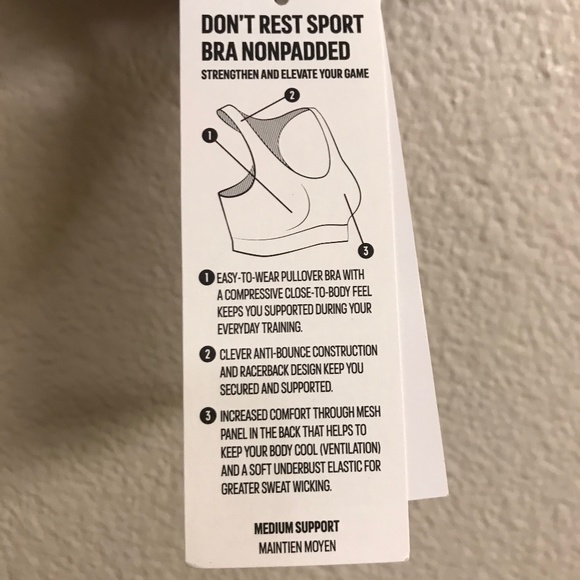 DON'T REST SPORT
BRA NONPADDED
STRENGTHEN AND ELEVATE YOUR GAME
2
1
3
1 EASY-TO-WEAR PULLOVER BRA WITH
A COMPRESSIVE CLOSE-TO-BODY FEEL
KEEPS YOU SUPPORTED DURING YOUR
EVERYDAY TRAINING.
2 CLEVER ANTI-BOUNCE CONSTRUCTION
AND RACERBACK DESIGN KEEP YOU
SECURED AND SUPPORTED.
3 INCREASED COMFORT THROUGH MESH
PANEL IN THE BACK THAT HELPS TO
KEEP YOUR BODY COOL (VENTILATION)
AND A SOFT UNDERBUST ELASTIC FOR
GREATER SWEAT WICKING.
MEDIUM SUPPORT
MAINTIEN MOYEN